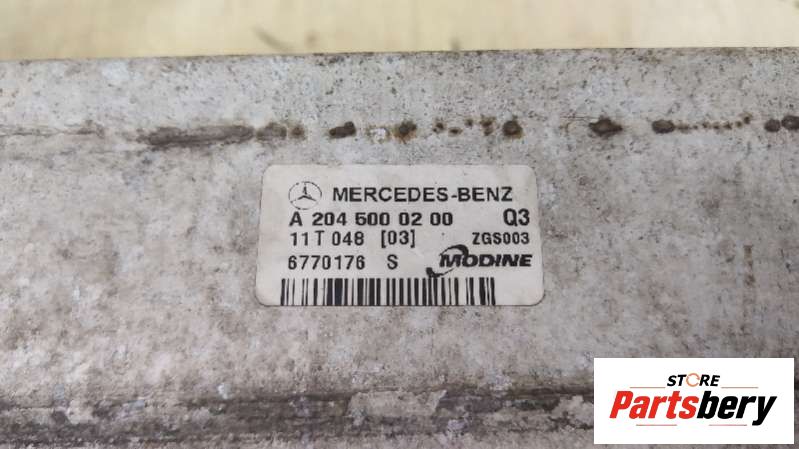 MERCEDES-BENZ
A 204 500 02 00 Q3
11 T 048 [03] ZGS003
6770176 S MODINE
STORE
Partsbery